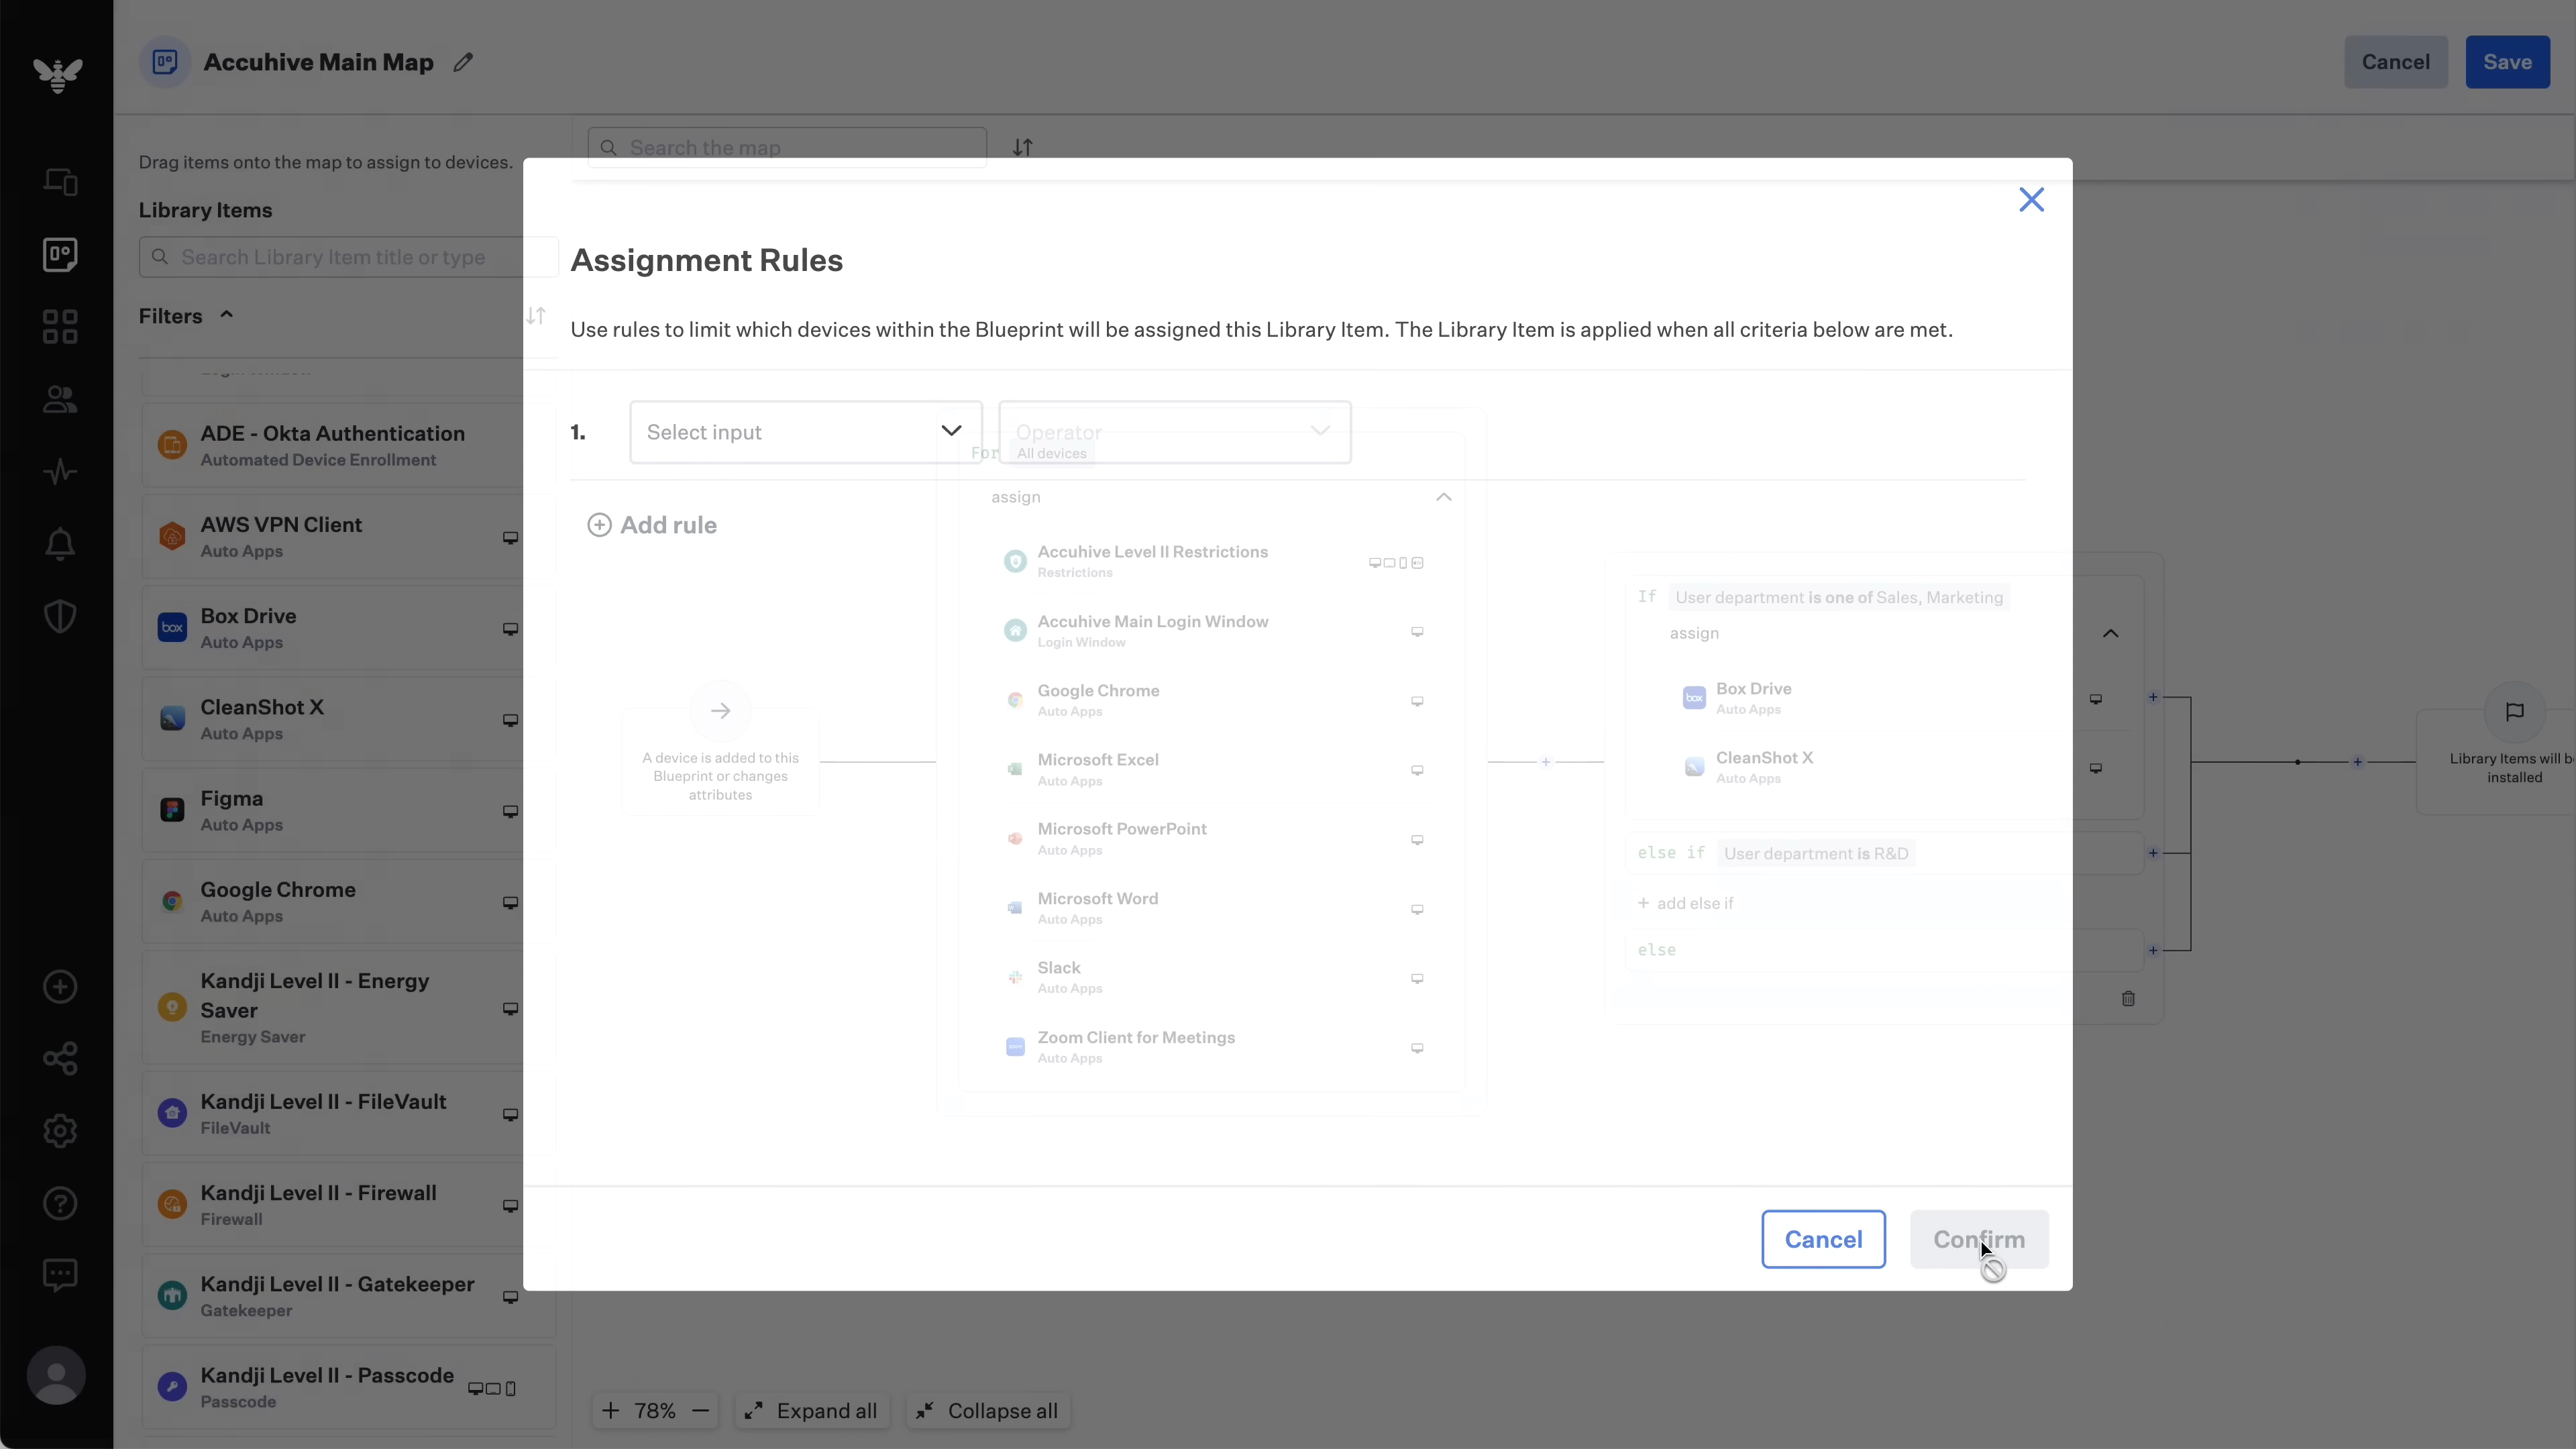 Accuhive Main Map
Cancel
Save
Drag items onto the map to assign to devices.
Search the map
Library Items
Search Library Item title or type
Filters
ADE - Okta Authentication
Automated Device Enrollment
AWS VPN Client
Auto Apps
Box Drive
Auto Apps
CleanShot X
Auto Apps
Figma
Auto Apps
Google Chrome
Auto Apps
Kandji Level II - Energy
Saver
Energy Saver
Kandji Level II - FileVault
FileVault
Kandji Level II - Firewall
Firewall
Kandji Level II - Gatekeeper
Gatekeeper
Kandji Level II - Passcode
Passcode
Assignment Rules
Use rules to limit which devices within the Blueprint will be assigned this Library Item. The Library Item is applied when all criteria below are met.
1.
Select input
Operator
For
All devices
assign
Add rule
Accuhive Level II Restrictions
Restrictions
Accuhive Main Login Window
Login Window
Google Chrome
Auto Apps
Microsoft Excel
Auto Apps
Microsoft PowerPoint
Auto Apps
Microsoft Word
Auto Apps
Slack
Auto Apps
Zoom Client for Meetings
Auto Apps
A device is added to this
Blueprint or changes
attributes
If User department is one of Sales, Marketing
assign
box
Box Drive
Auto Apps
CleanShot X
Auto Apps
else if User department is R&D
+ add else if
else
Library Items will b
installed
Cancel
Confirm
+ 78% —
Expand all
Collapse all